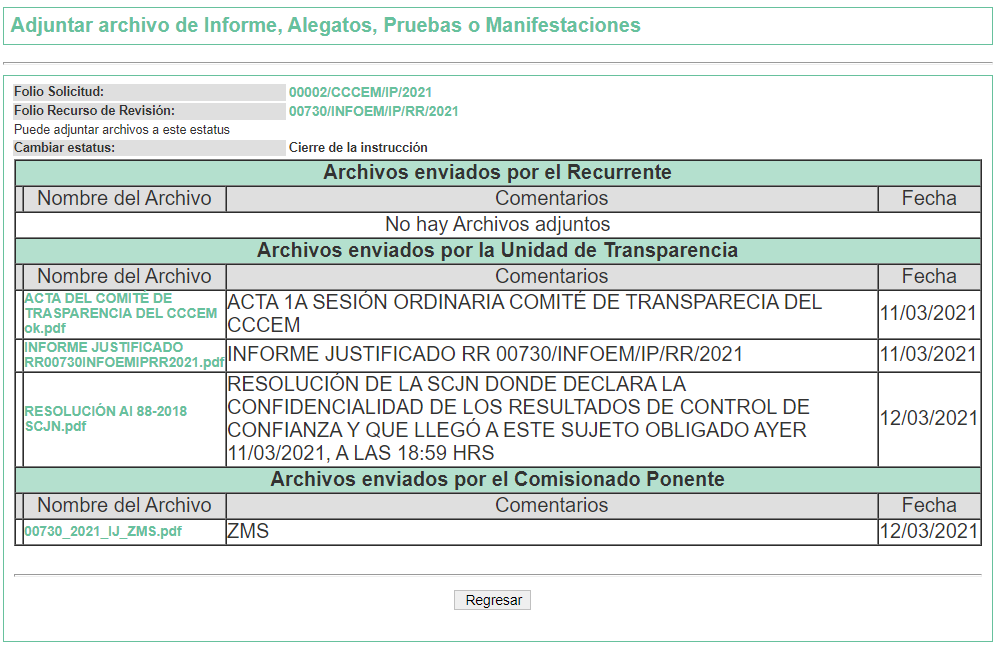 Adjuntar archivo de Informe, Alegatos, Pruebas o Manifestaciones
Folio Solicitud: 00002/CCCEM/IP/2021
Folio Recurso de Revisión: 00730/INFOEM/IP/RR/2021
Puede adjuntar archivos a este estatus
Cambiar estatus: Cierre de la instrucción
Archivos enviados por el Recurrente
Nombre del Archivo Comentarios Fecha
No hay Archivos adjuntos
Archivos enviados por la Unidad de Transparencia
Nombre del Archivo Comentarios Fecha
ACTA DEL COMITÉ DE
TRASPARENCIA DEL CCCEM
ok.pdf
ACTA 1A SESIÓN ORDINARIA COMITÉ DE TRANSPARECIA DEL
CCCEM
11/03/2021
INFORME JUSTIFICADO
RR00730INFOEMIPRR2021.pdf
INFORME JUSTIFICADO RR 00730/INFOEM/IP/RR/2021
11/03/2021
RESOLUCIÓN AI 88-2018
SCJN.pdf
RESOLUCIÓN DE LA SCJN DONDE DECLARA LA
CONFIDENCIALIDAD DE LOS RESULTADOS DE CONTROL DE
CONFIANZA Y QUE LLEGÓ A ESTE SUJETO OBLIGADO AYER
11/03/2021, A LAS 18:59 HRS
12/03/2021
Archivos enviados por el Comisionado Ponente
Nombre del Archivo Comentarios Fecha
00730_2021_IJ_ZMS.pdf ZMS 12/03/2021
Regresar